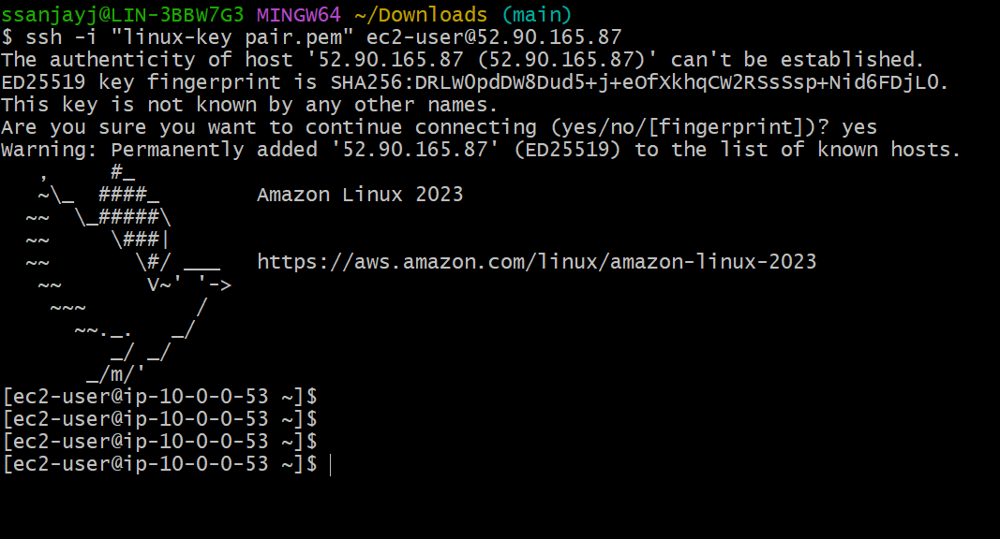 ssanjayj@LIN-3BBW7G3 MINGW64 ~/Downloads (main)
$ ssh -i "linux-key pair.pem" ec2-user@52.90.165.87
The authenticity of host '52.90.165.87 (52.90.165.87)' can't be established.
ED25519 key fingerprint is SHA256:DRLW0pdDW8Dud5+j+eOfXkhqCW2RSsSsp+Nid6FDjL0.
This key is not known by any other names.
Are you sure you want to continue connecting (yes/no/[fingerprint])? yes
Warning: Permanently added '52.90.165.87' (ED25519) to the list of known hosts.
   ,     #_
   ~\_  ####_        Amazon Linux 2023
  ~~  \_#####\
  ~~     \###|
  ~~       \#/ ___   https://aws.amazon.com/linux/amazon-linux-2023
   ~~       V~' '->
    ~~~         /
      ~~._.   _/
         _/ _/
       _/m/'
[ec2-user@ip-10-0-0-53 ~]$
[ec2-user@ip-10-0-0-53 ~]$
[ec2-user@ip-10-0-0-53 ~]$
[ec2-user@ip-10-0-0-53 ~]$